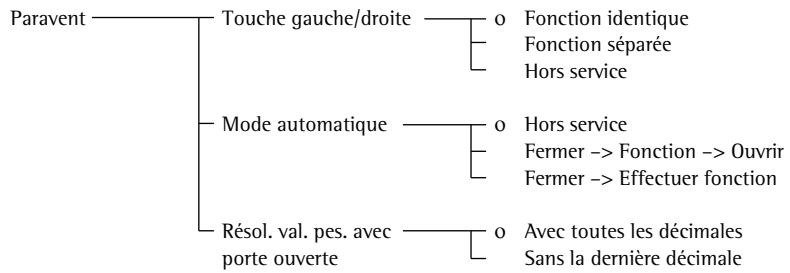 Paravent Touche gauche/droite o Fonction identique
Fonction séparée
Hors service
Mode automatique o Hors service
Fermer –> Fonction –> Ouvrir
Fermer –> Effectuer fonction
Résol. val. pes. avec o Avec toutes les décimales
porte ouverte Sans la dernière décimale